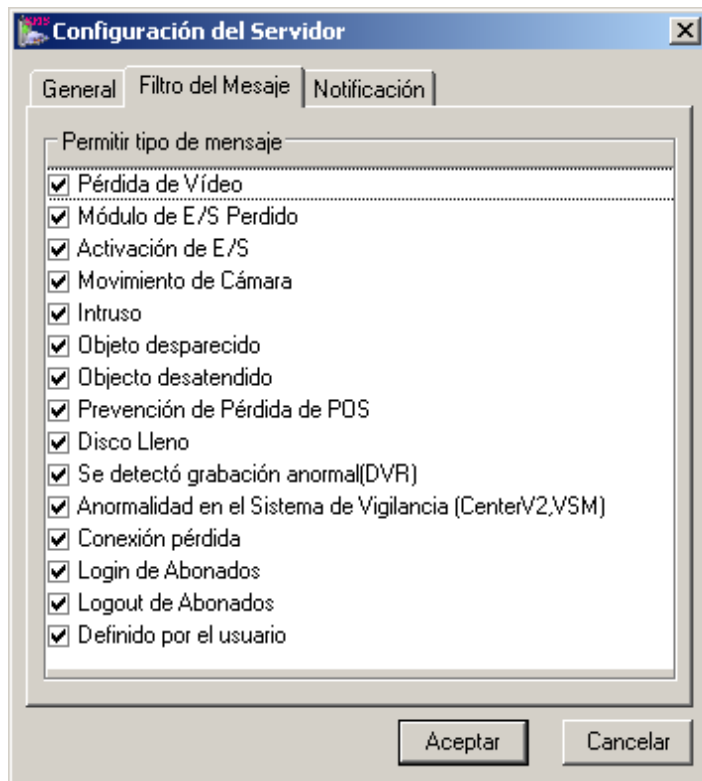 SMS
Configuración del Servidor
General Filtro del Mesaje Notificación
Permitir tipo de mensaje
Pérdida de Vídeo
Módulo de E/S Perdido
Activación de E/S
Movimiento de Cámara
Intruso
Objeto desparecido
Objecto desatendido
Prevención de Pérdida de POS
Disco Lleno
Se detectó grabación anormal(DVR)
Anormalidad en el Sistema de Vigilancia (CenterV2,VSM)
Conexión pérdida
Login de Abonados
Logout de Abonados
Definido por el usuario
Aceptar Cancelar